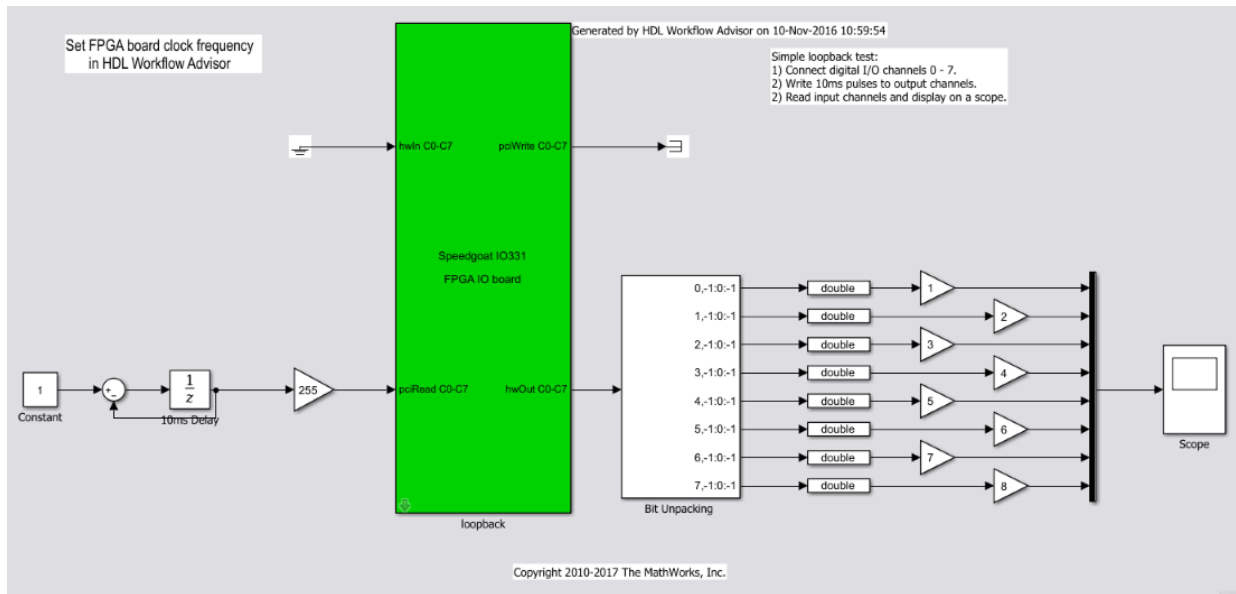 Generated by HDL Workflow Advisor on 10-Nov-2016 10:59:54
Set FPGA board clock frequency
in HDL Workflow Advisor
Simple loopback test:
1) Connect digital I/O channels 0 - 7.
2) Write 10ms pulses to output channels.
2) Read input channels and display on a scope.
hwIn C0-C7
pciWrite C0-C7
Speedgoat IO331
FPGA IO board
pciRead C0-C7
hwOut C0-C7
loopback
1
Constant
+
-
1
z
10ms Delay
255
0,-1:0:-1
1,-1:0:-1
2,-1:0:-1
3,-1:0:-1
4,-1:0:-1
5,-1:0:-1
6,-1:0:-1
7,-1:0:-1
Bit Unpacking
double
1
double
2
double
3
double
4
double
5
double
6
double
7
double
8
Scope
Copyright 2010-2017 The MathWorks, Inc.